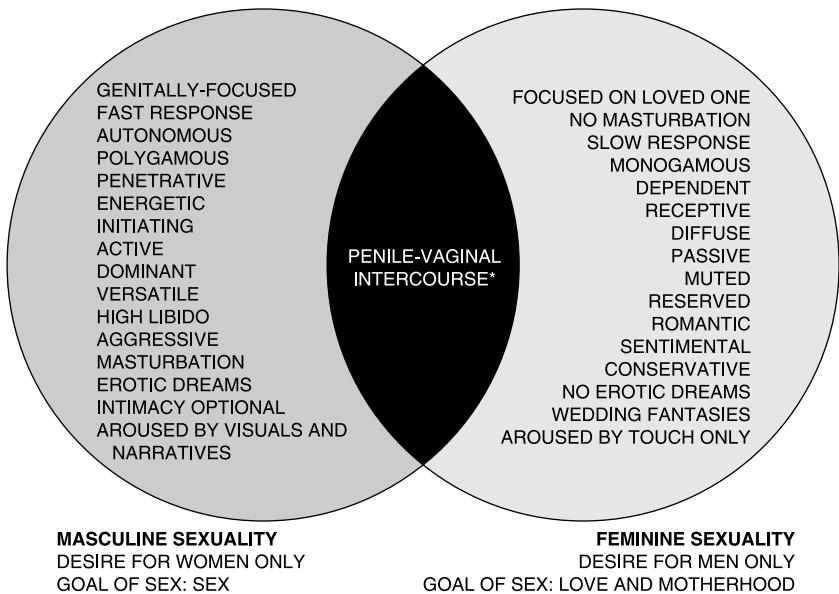 GENITALLY-FOCUSED
FAST RESPONSE
AUTONOMOUS
POLYGAMOUS
PENETRATIVE
ENERGETIC
INITIATING
ACTIVE
DOMINANT
VERSATILE
HIGH LIBIDO
AGGRESSIVE
MASTURBATION
EROTIC DREAMS
INTIMACY OPTIONAL
AROUSED BY VISUALS AND
NARRATIVES
PENILE-VAGINAL
INTERCOURSE*
FOCUSED ON LOVED ONE
NO MASTURBATION
SLOW RESPONSE
MONOGAMOUS
DEPENDENT
RECEPTIVE
DIFFUSE
PASSIVE
MUTED
RESERVED
ROMANTIC
SENTIMENTAL
CONSERVATIVE
NO EROTIC DREAMS
WEDDING FANTASIES
AROUSED BY TOUCH ONLY
MASCULINE SEXUALITY
DESIRE FOR WOMEN ONLY
GOAL OF SEX: SEX
FEMININE SEXUALITY
DESIRE FOR MEN ONLY
GOAL OF SEX: LOVE AND MOTHERHOOD